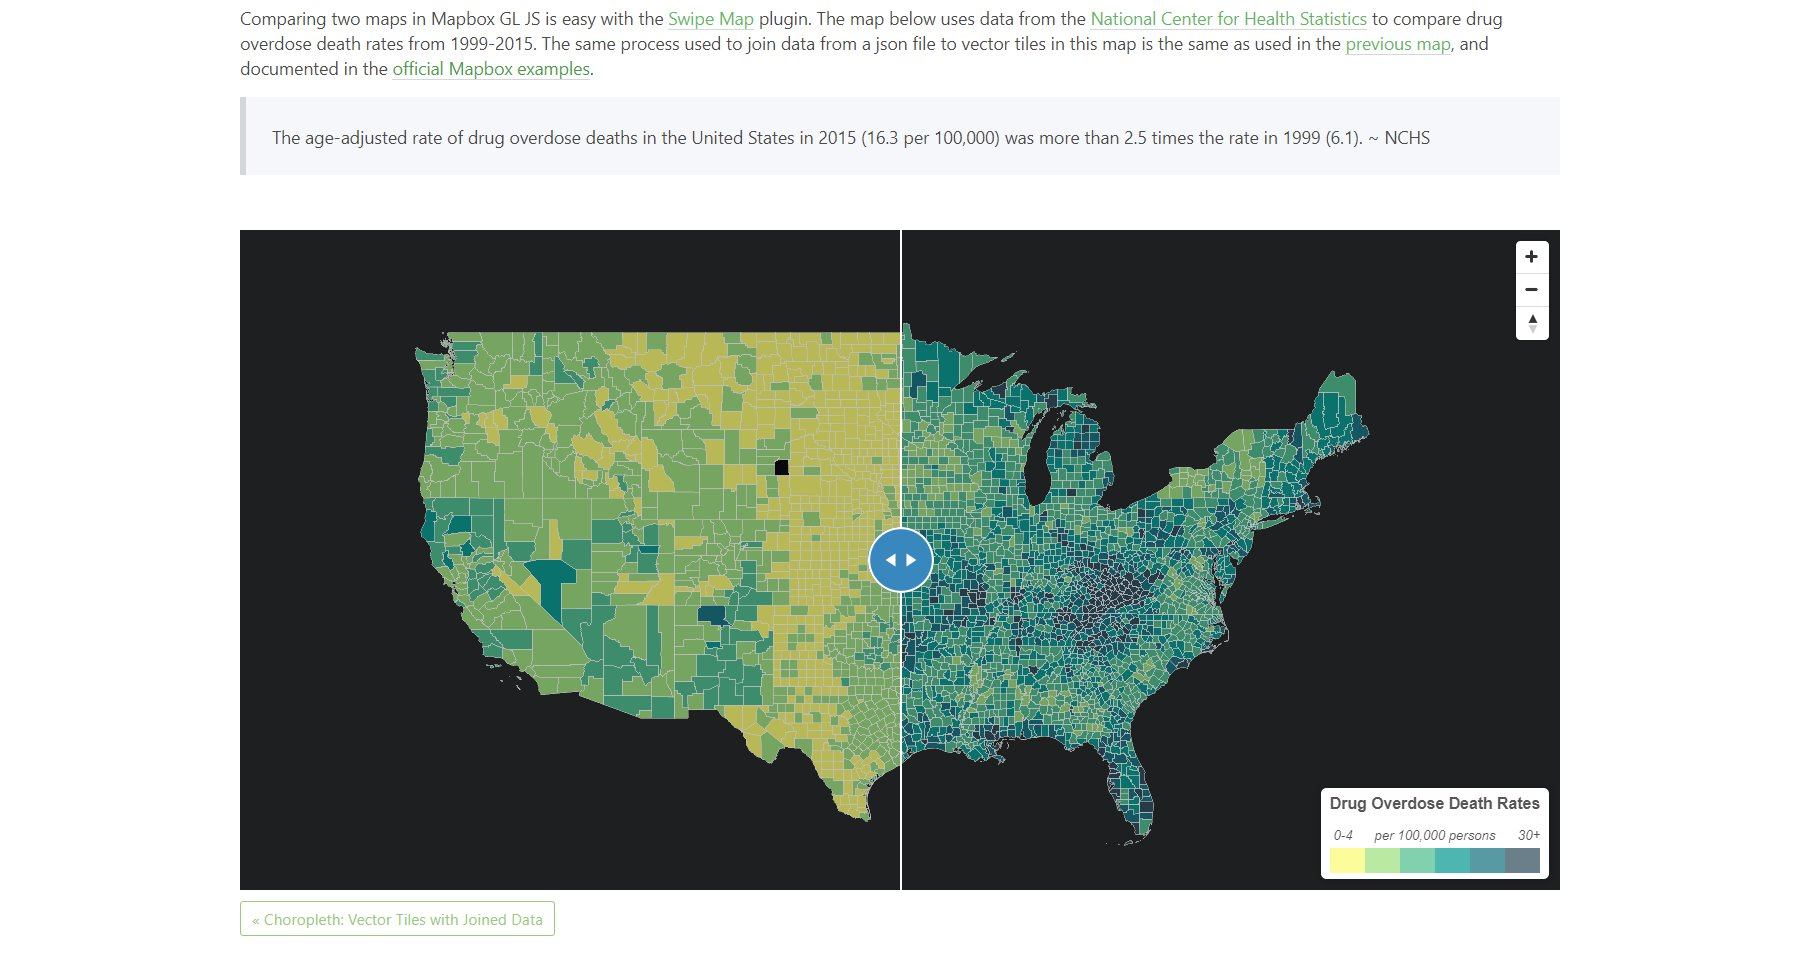 Comparing two maps in Mapbox GL JS is easy with the Swipe Map plugin. The map below uses data from the National Center for Health Statistics to compare drug
overdose death rates from 1999-2015. The same process used to join data from a json file to vector tiles in this map is the same as used in the previous map, and
documented in the official Mapbox examples.
The age-adjusted rate of drug overdose deaths in the United States in 2015 (16.3 per 100,000) was more than 2.5 times the rate in 1999 (6.1). ~ NCHS
+
−
Drug Overdose Death Rates
0-4 per 100,000 persons 30+
« Choropleth: Vector Tiles with Joined Data